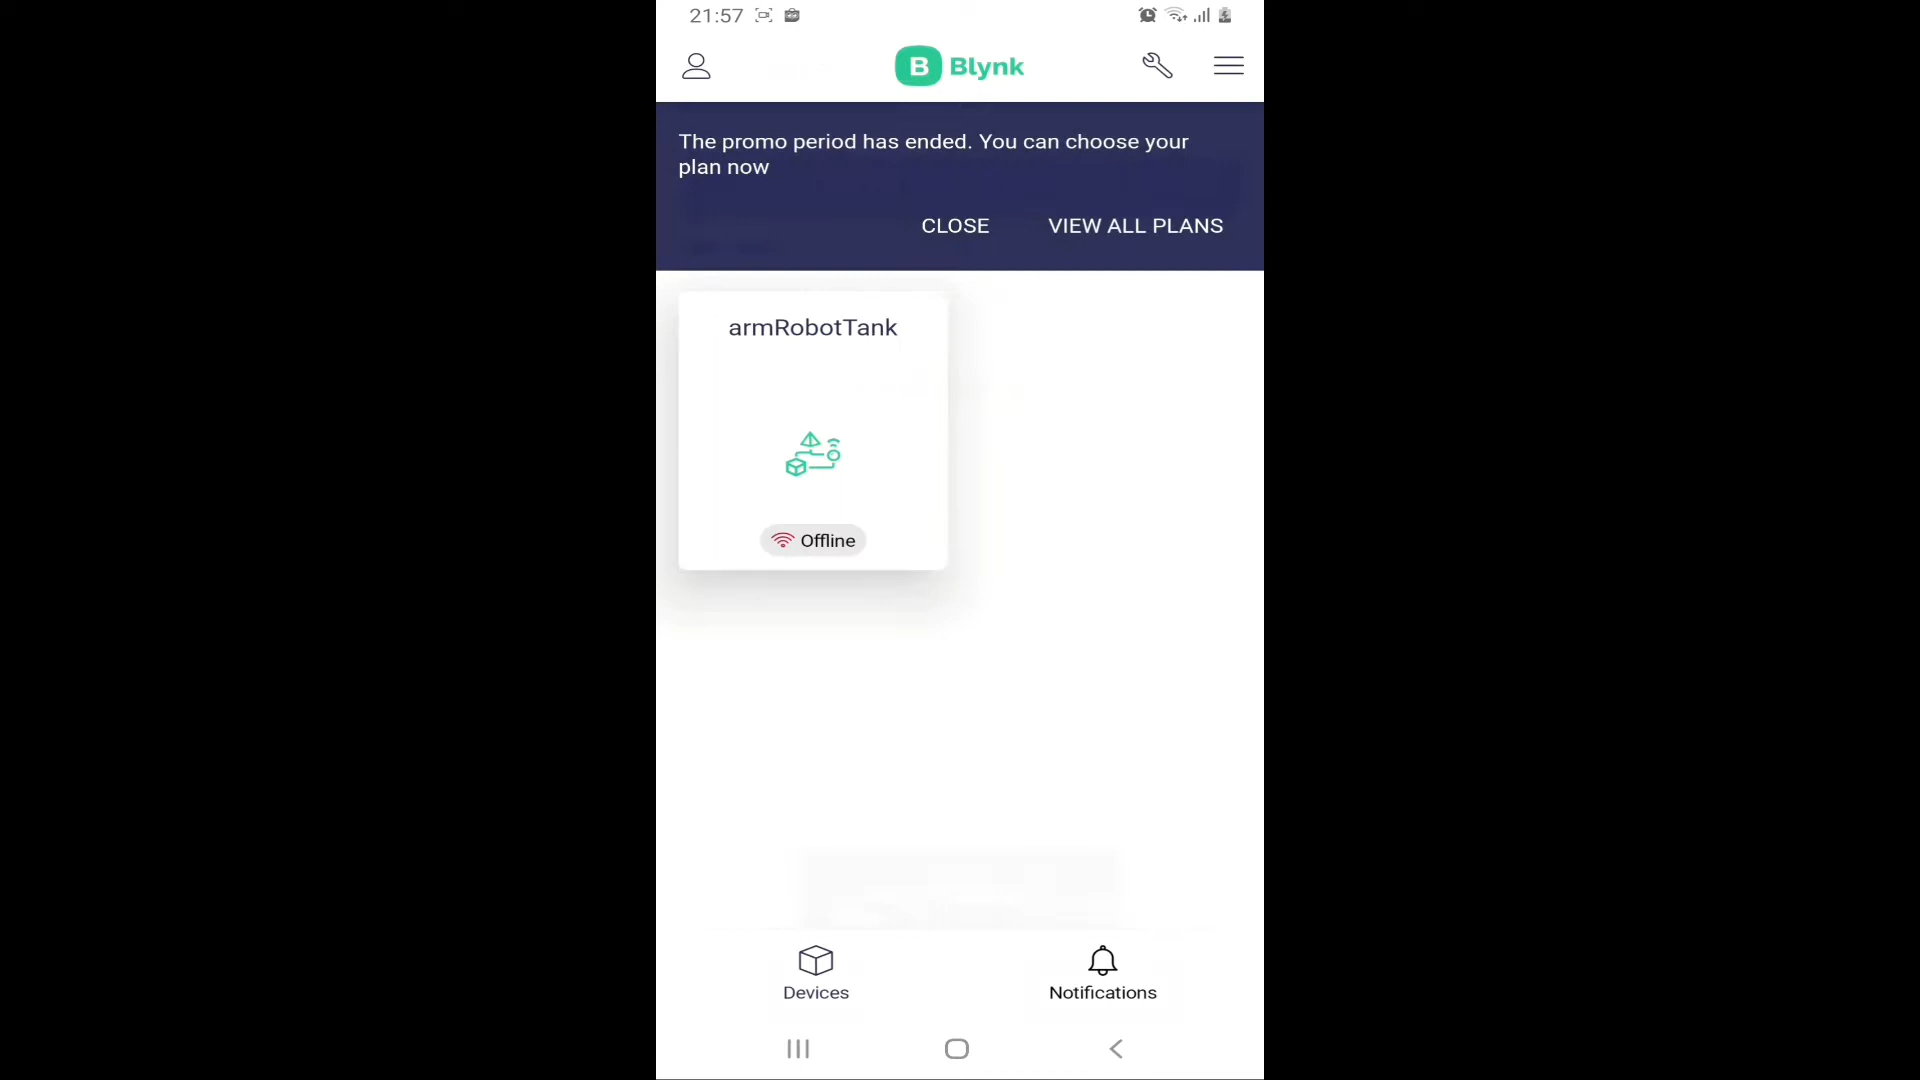 21:57
B Blynk
The promo period has ended. You can choose your
plan now
CLOSE VIEW ALL PLANS
armRobotTank
Offline
Devices Notifications